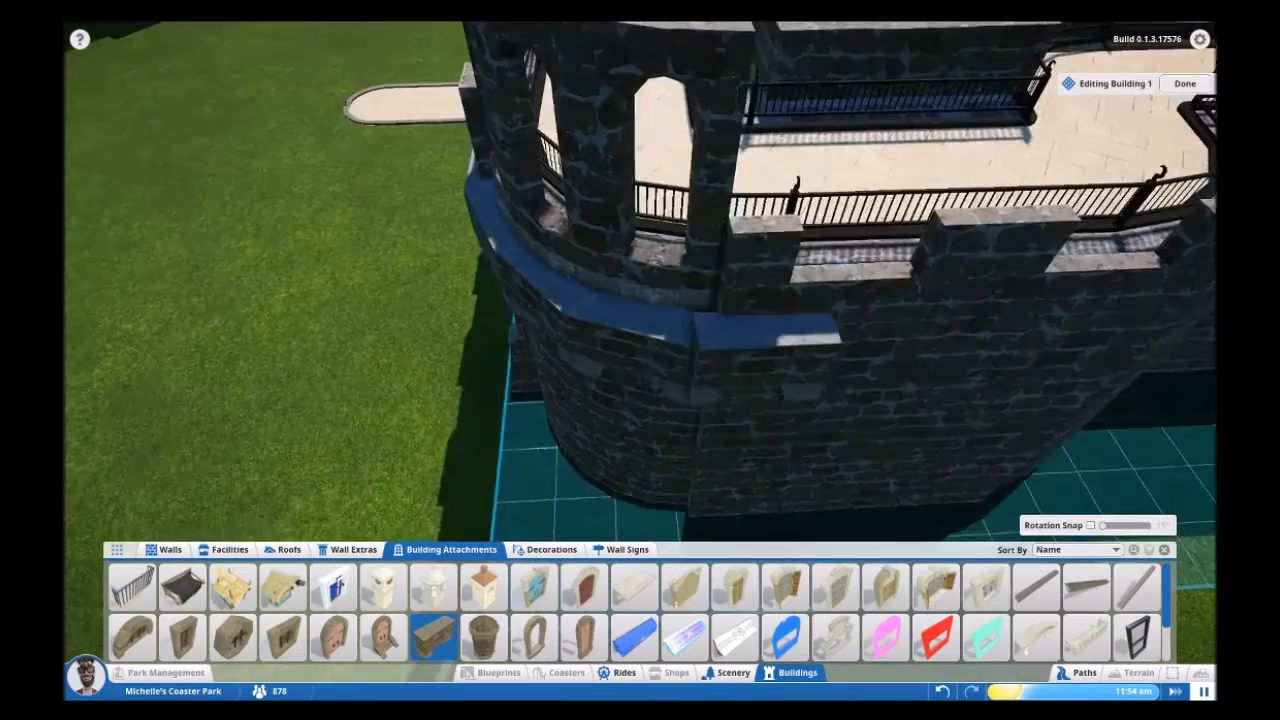 Build 0.1.3.17576
Editing Building 1 Done
Rotation Snap 15°
Walls Facilities Roofs Wall Extras Building Attachments Decorations Wall Signs Sort By Name
Park Management Blueprints Coasters Rides Shops Scenery Buildings Paths Terrain
Michelle's Coaster Park 878 11:54 am